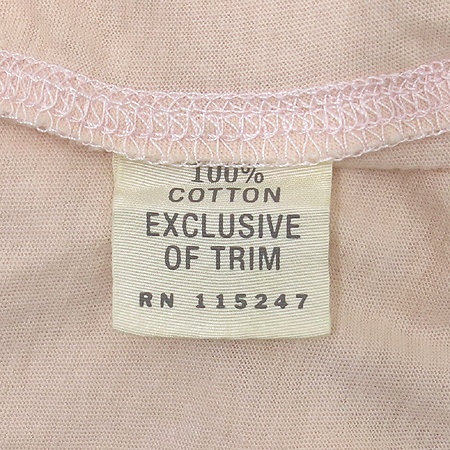 100%
COTTON
EXCLUSIVE
OF TRIM
RN 115247